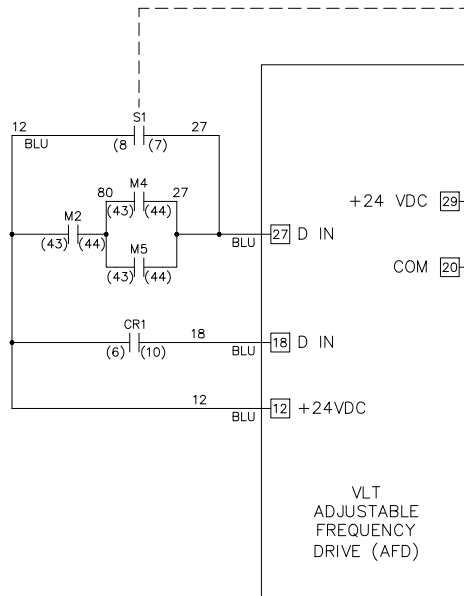 S1
12
27
BLU
(8
(7)
M4
80
27
(43)
(44)
M2
(43)
(44)
BLU
27
D IN
M5
(43)
(44)
+24 VDC
29
COM
20
CR1
18
(6)
(10)
BLU
18
D IN
12
BLU
12
+24VDC
VLT
ADJUSTABLE
FREQUENCY
DRIVE (AFD)